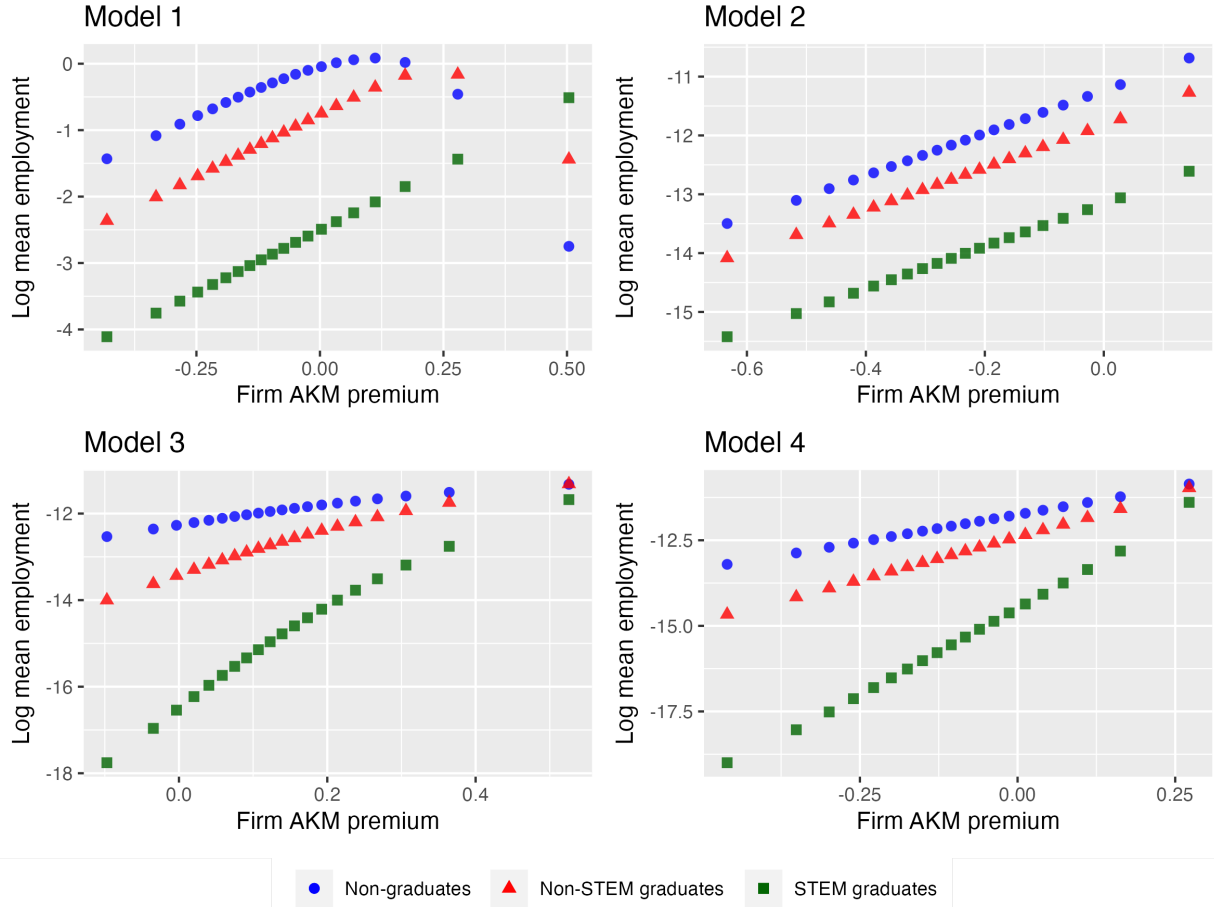 Model 1
Log mean employment
0
-1
-2
-3
-4
-0.25 0.00 0.25 0.50
Firm AKM premium
Model 2
Log mean employment
-11
-12
-13
-14
-15
-0.6 -0.4 -0.2 0.0
Firm AKM premium
Model 3
Log mean employment
-12
-14
-16
-18
0.0 0.2 0.4
Firm AKM premium
Model 4
Log mean employment
-12.5
-15.0
-17.5
-0.25 0.00 0.25
Firm AKM premium
Non-graduates Non-STEM graduates STEM graduates